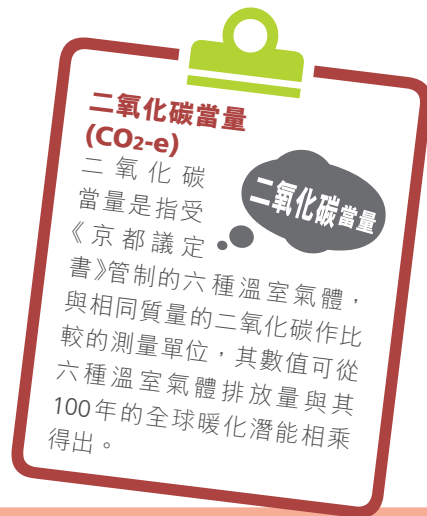 二氧化碳當量
(CO₂-e)
二氧化碳
當量是指受
《京都議定
書》管制的六種溫室氣體，
與相同質量的二氧化碳作比
較的測量單位，其數值可從
六種溫室氣體排放量與其
100年的全球暖化潛能相乘
得出。
二氧化碳當量